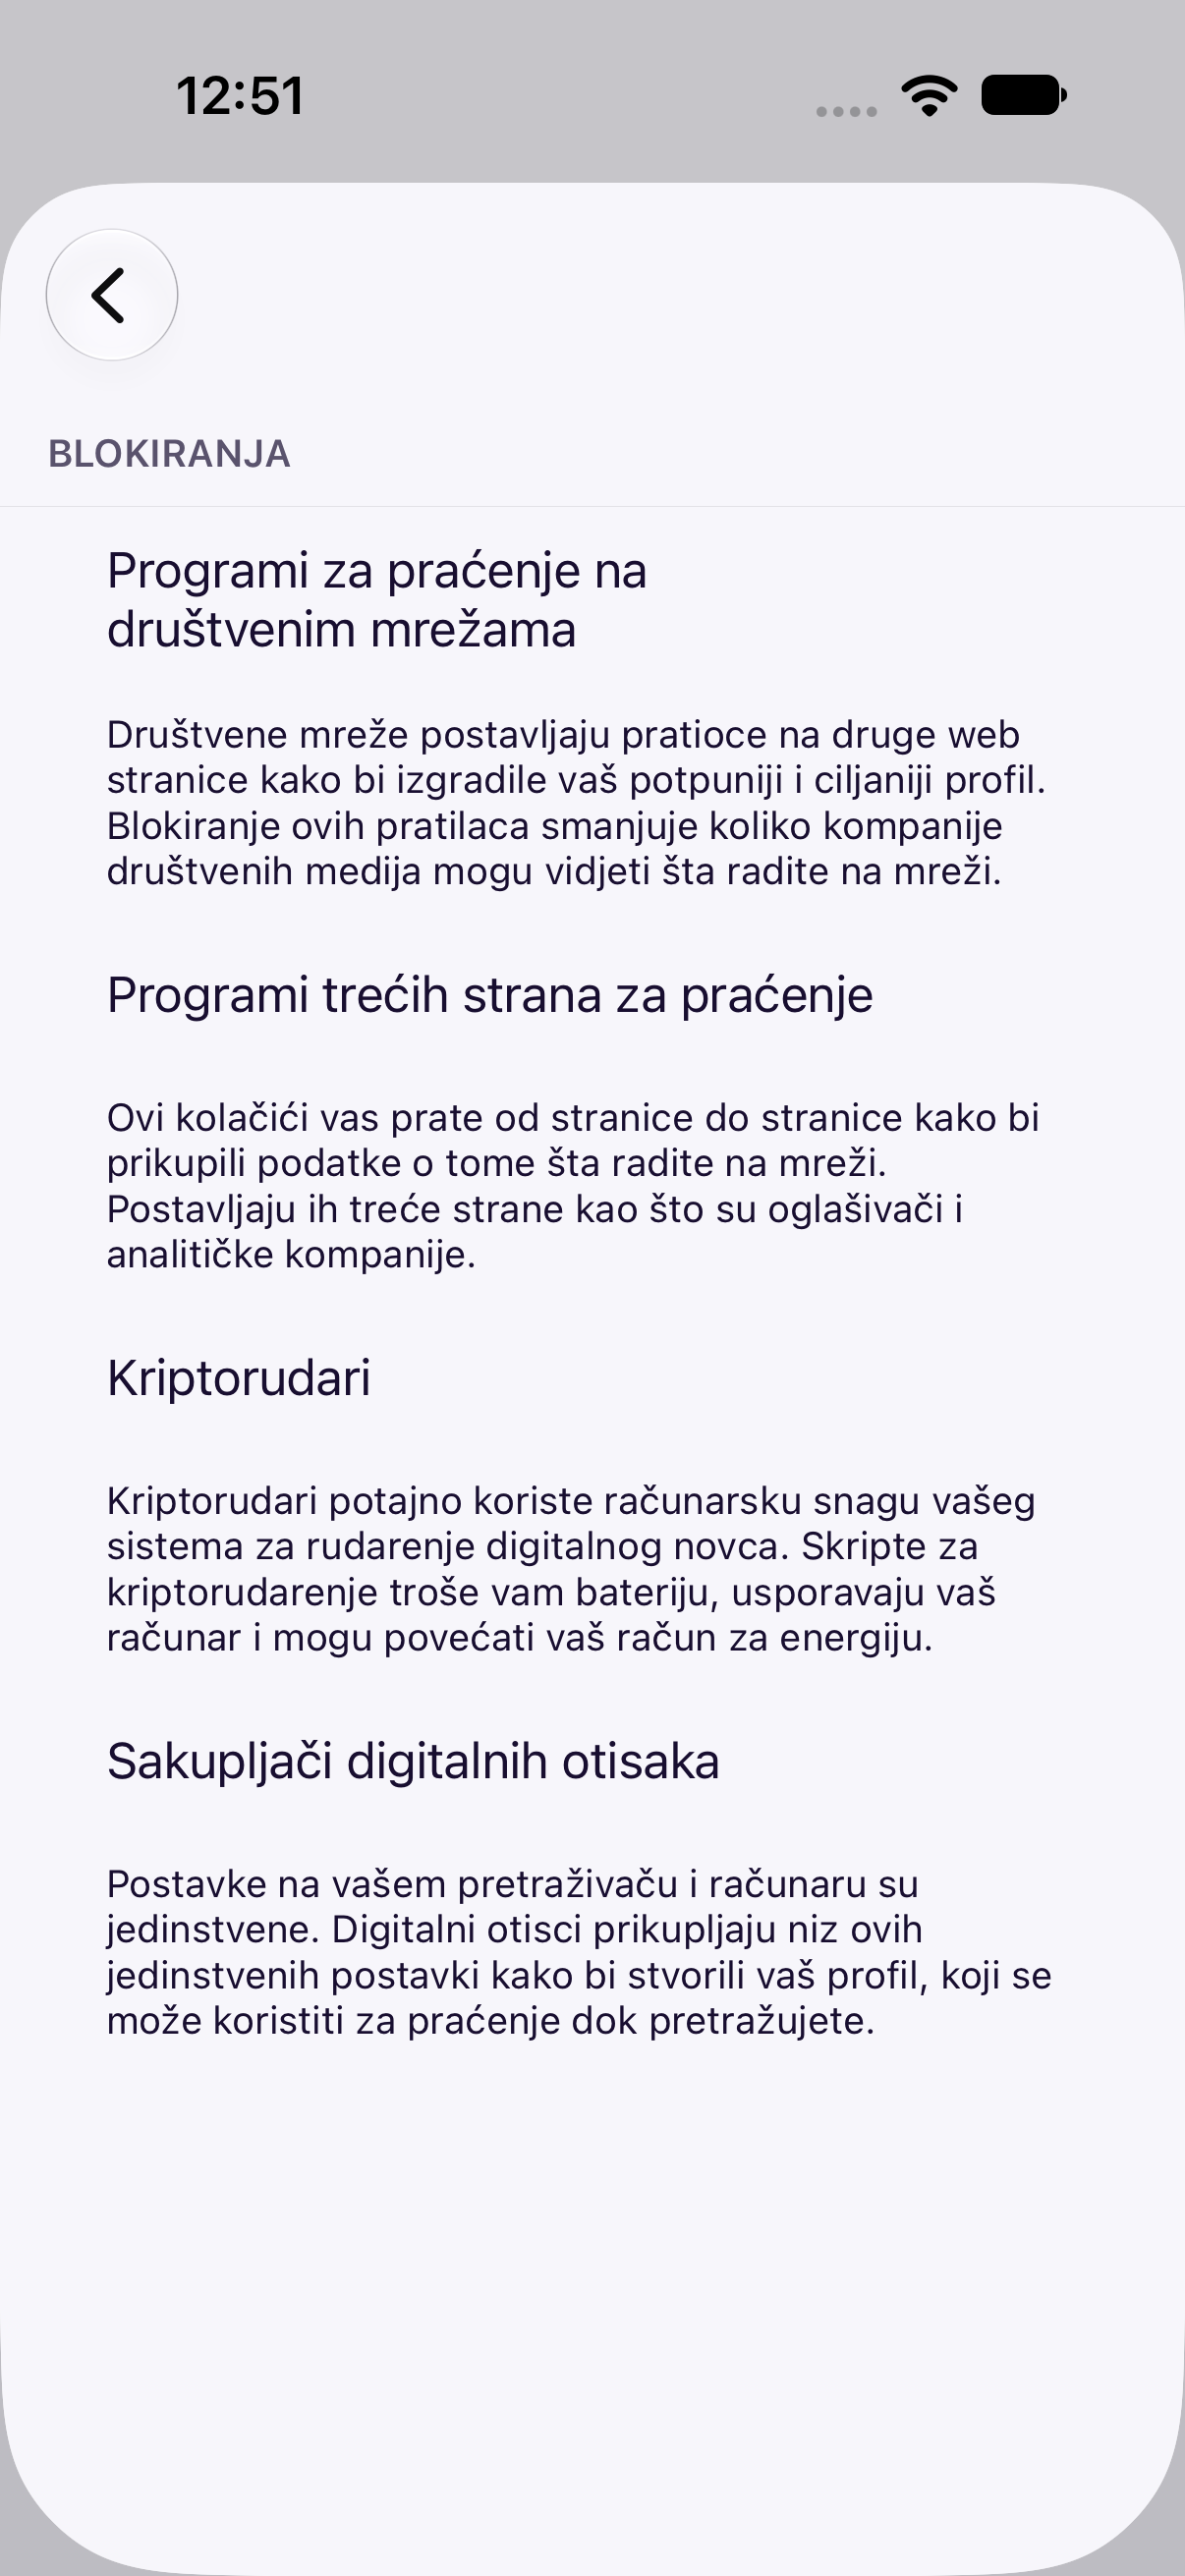 12:51
BLOKIRANJA
Programi za praćenje na
društvenim mrežama
Društvene mreže postavljaju pratioce na druge web
stranice kako bi izgradile vaš potpuniji i ciljaniji profil.
Blokiranje ovih pratilaca smanjuje koliko kompanije
društvenih medija mogu vidjeti šta radite na mreži.
Programi trećih strana za praćenje
Ovi kolačići vas prate od stranice do stranice kako bi
prikupili podatke o tome šta radite na mreži.
Postavljaju ih treće strane kao što su oglašivači i
analitičke kompanije.
Kriptorudari
Kriptorudari potajno koriste računarsku snagu vašeg
sistema za rudarenje digitalnog novca. Skripte za
kriptorudarenje troše vam bateriju, usporavaju vaš
računar i mogu povećati vaš račun za energiju.
Sakupljači digitalnih otisaka
Postavke na vašem pretraživaču i računaru su
jedinstvene. Digitalni otisci prikupljaju niz ovih
jedinstvenih postavki kako bi stvorili vaš profil, koji se
može koristiti za praćenje dok pretražujete.